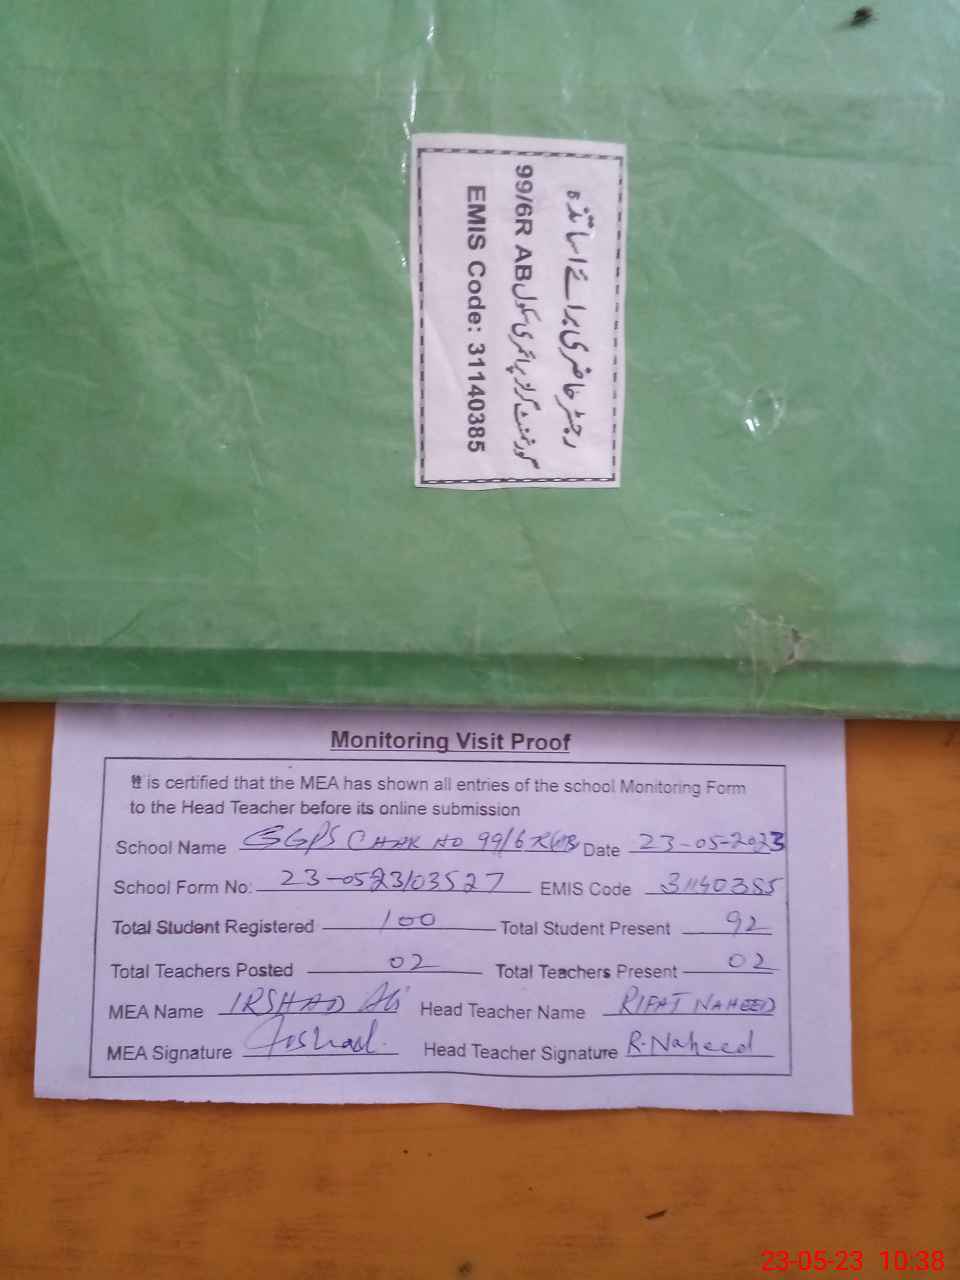 رجسٹر حاضری برائے اساتذہ
گورنمنٹ گرلز پرائمری سکول 99/6R AB
EMIS Code: 31140385
Monitoring Visit Proof
It is certified that the MEA has shown all entries of the school Monitoring Form
to the Head Teacher before its online submission
School Name GGPS CHAK NO 99/6R AB Date 23-05-2023
School Form No: 23-0523/03527 EMIS Code 31140385
Total Student Registered 100 Total Student Present 92
Total Teachers Posted 02 Total Teachers Present 02
MEA Name IRSHAD Ali Head Teacher Name RIFAT NAHEED
MEA Signature Irshad. Head Teacher Signature R.Naheed
23-05-23 10:38